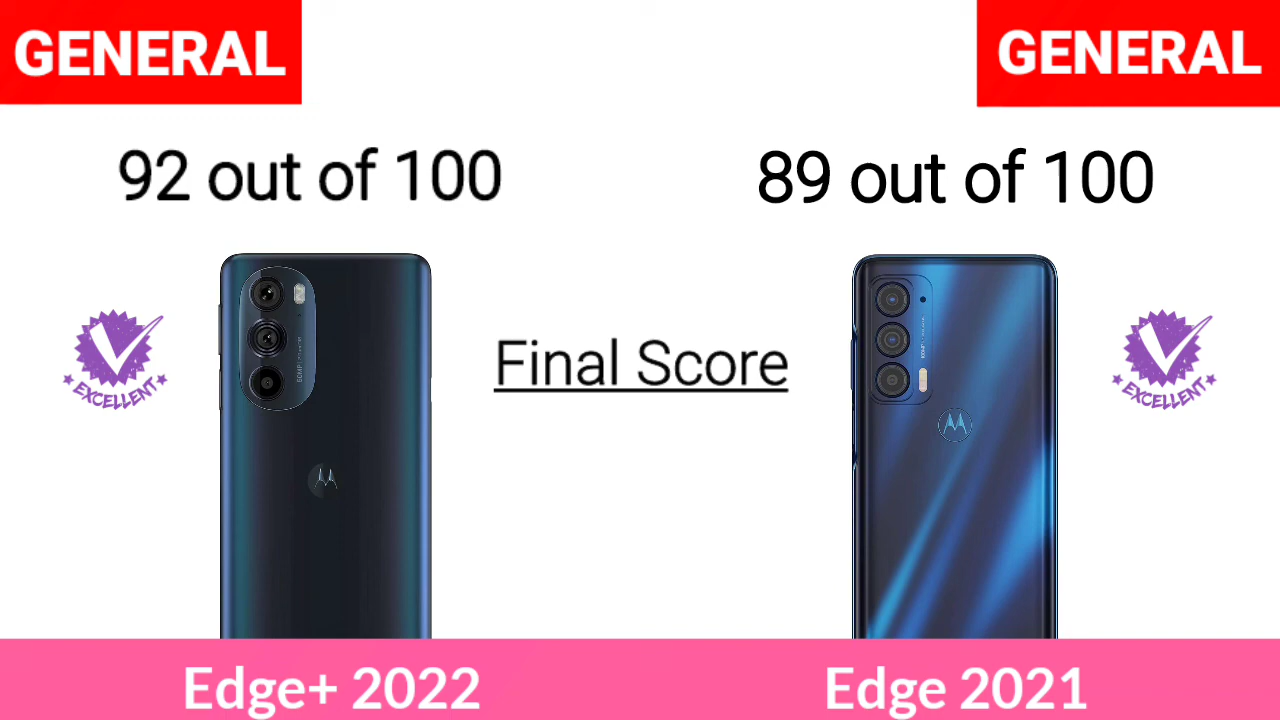 GENERAL
GENERAL
92 out of 100
89 out of 100
EXCELLENT
Final Score
EXCELLENT
Edge+ 2022
Edge 2021